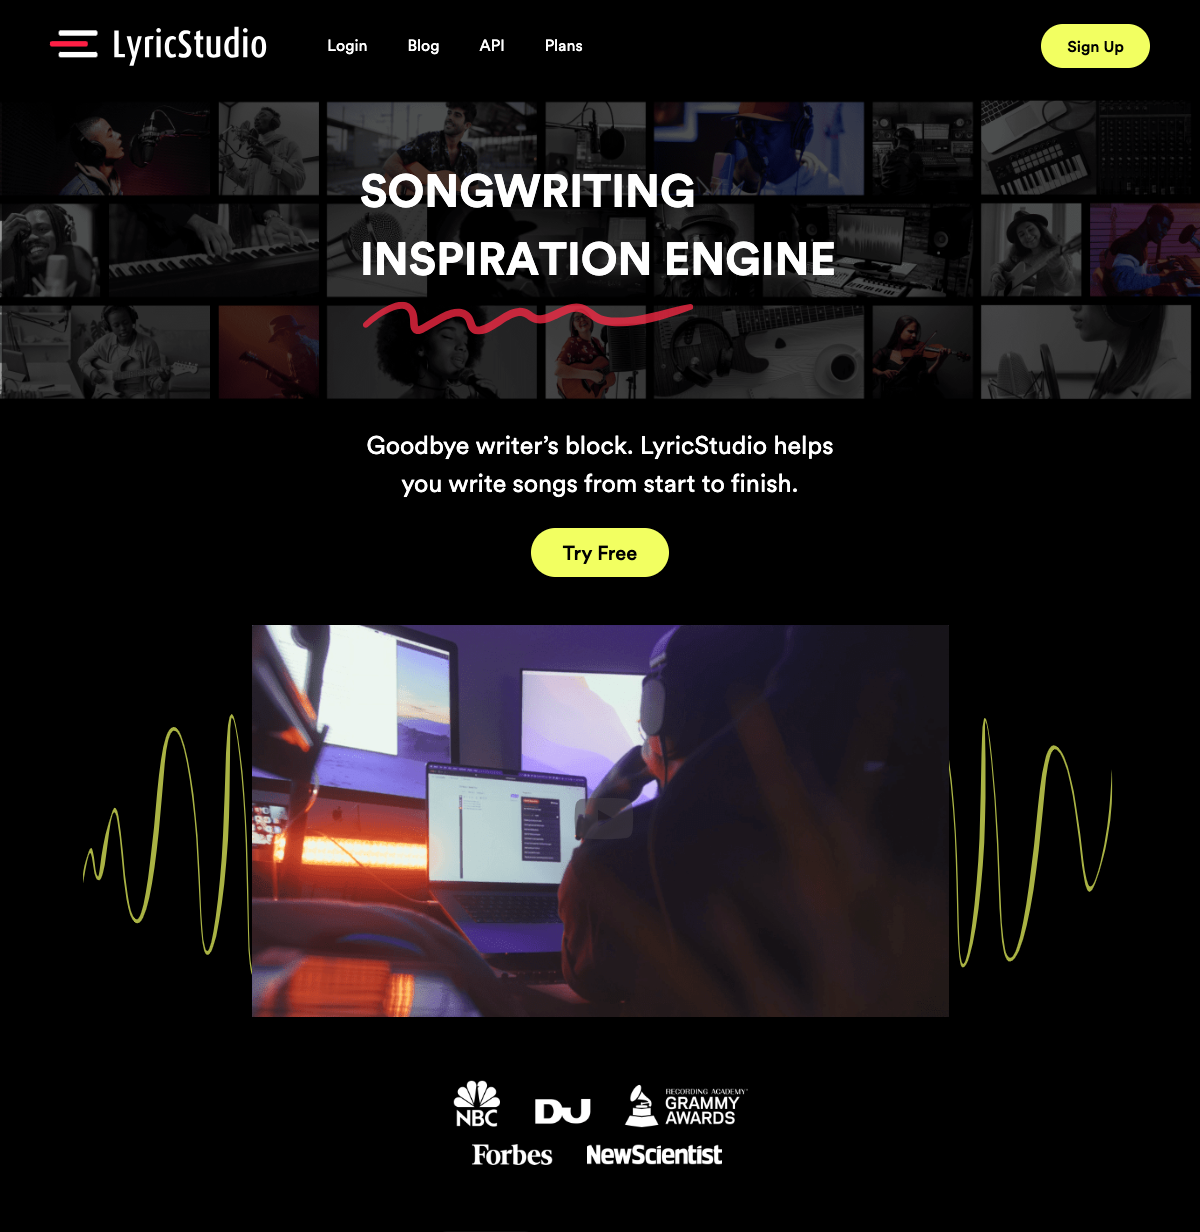 LyricStudio
Login
Blog
API
Plans
Sign Up
SONGWRITING
INSPIRATION ENGINE
Goodbye writer’s block. LyricStudio helps
you write songs from start to finish.
Try Free
NBC
DJ
RECORDING ACADEMY™
GRAMMY
AWARDS
Forbes
NewScientist